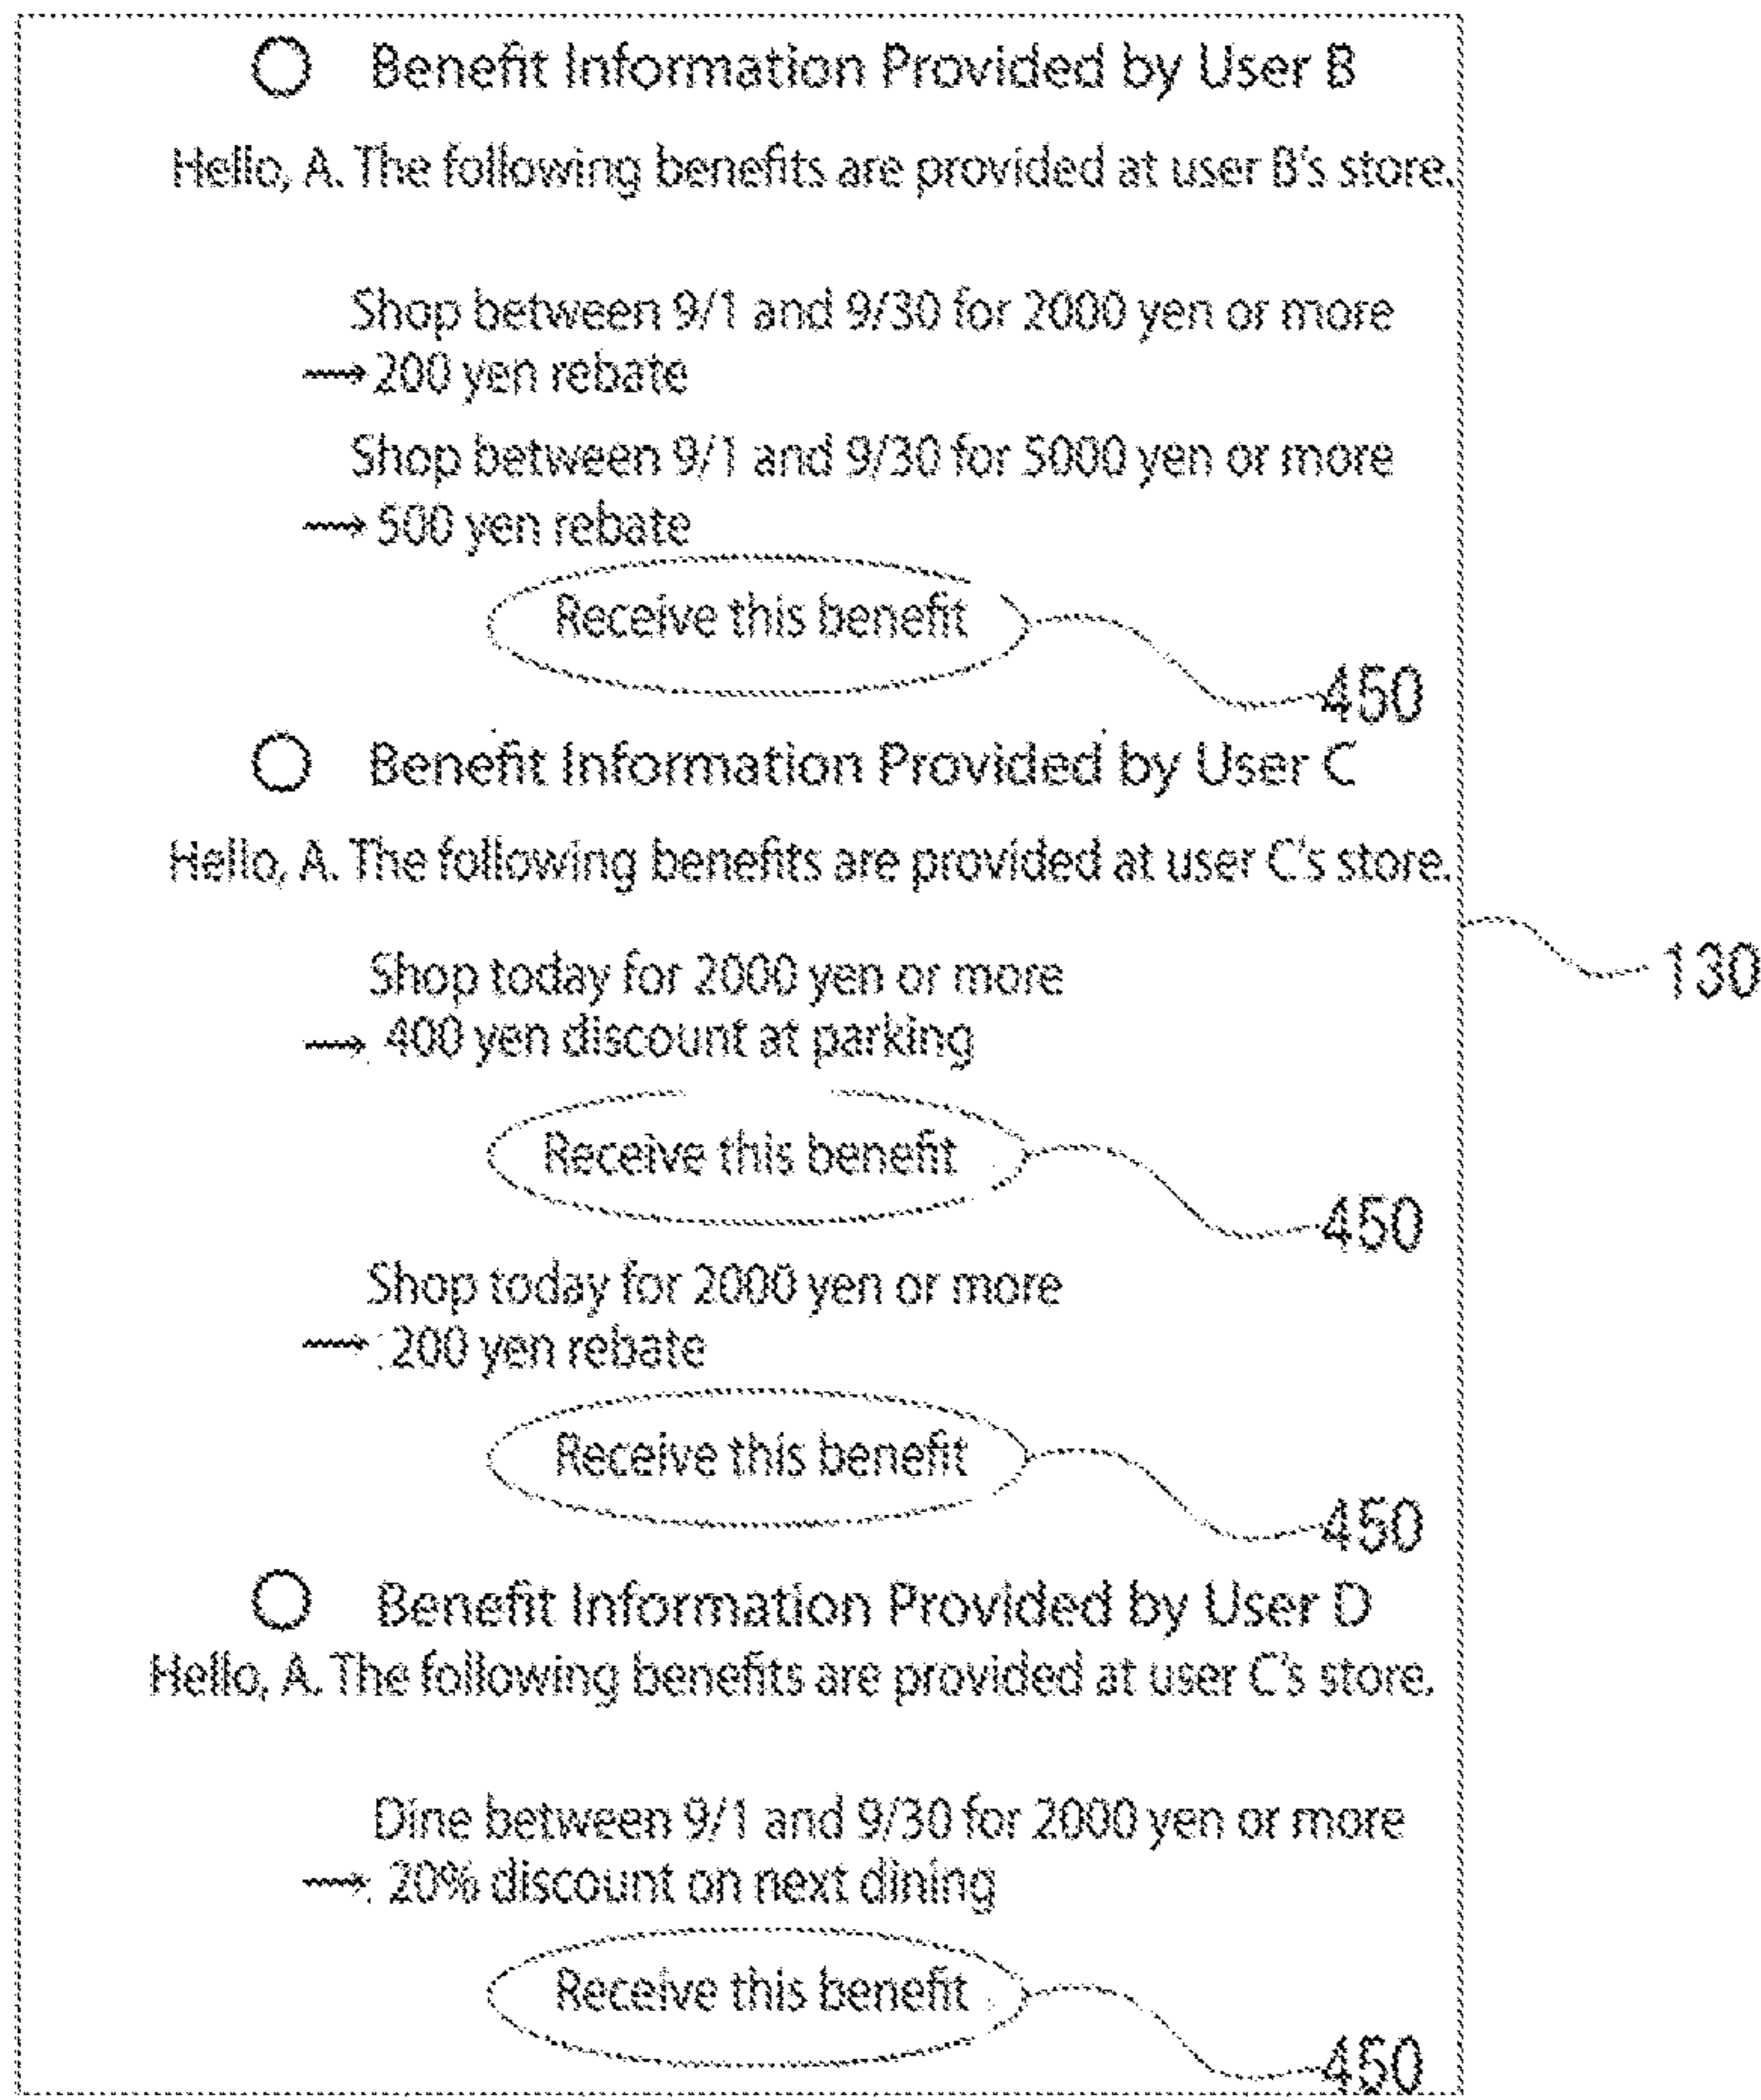 ○ Benefit Information Provided by User B
Hello, A. The following benefits are provided at user B's store.
Shop between 9/1 and 9/30 for 2000 yen or more
→ 200 yen rebate
Shop between 9/1 and 9/30 for 5000 yen or more
→ 500 yen rebate
Receive this benefit
450
○ Benefit Information Provided by User C
Hello, A. The following benefits are provided at user C's store.
130
Shop today for 2000 yen or more
→ 400 yen discount at parking
Receive this benefit
450
Shop today for 2000 yen or more
→ 200 yen rebate
Receive this benefit
450
○ Benefit Information Provided by User D
Hello, A. The following benefits are provided at user C's store.
Dine between 9/1 and 9/30 for 2000 yen or more
→ 20% discount on next dining
Receive this benefit
450